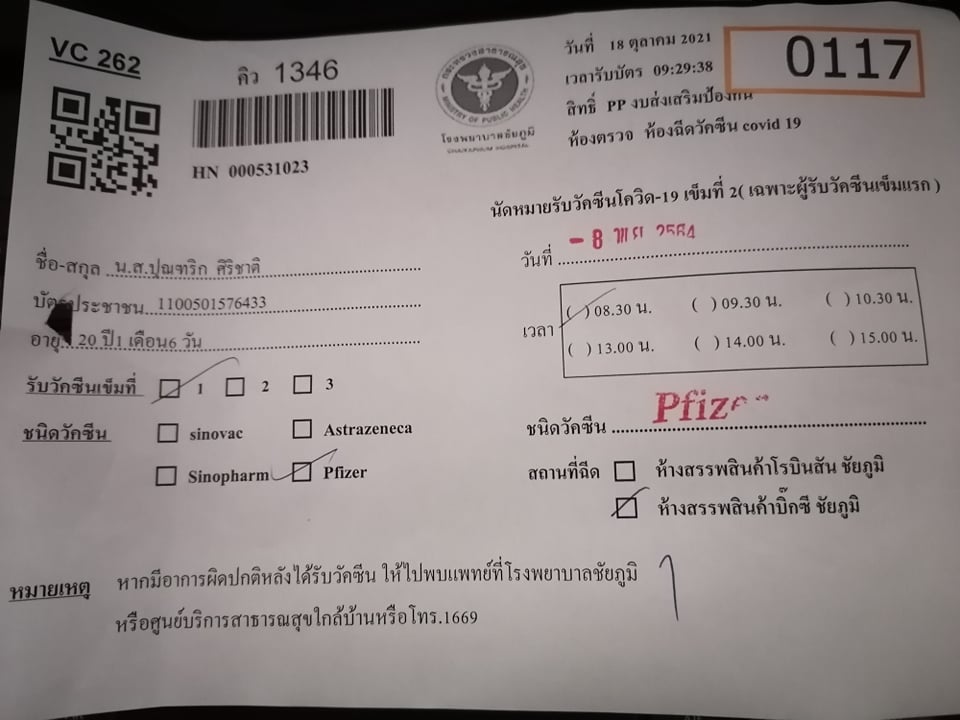 VC 262
คิว 1346
HN 000531023
กระทรวงสาธารณสุข
MINISTRY OF PUBLIC HEALTH
โรงพยาบาลชัยภูมิ
CHAIYAPHUM HOSPITAL
วันที่ 18 ตุลาคม 2021
0117
เวลารับบัตร 09:29:38
สิทธิ์ PP งบส่งเสริมป้องกัน
ห้องตรวจ ห้องฉีดวัคซีน covid 19
นัดหมายรับวัคซีนโควิด-19 เข็มที่ 2( เฉพาะผู้รับวัคซีนเข็มแรก )
วันที่ - 8 พ.ย. 2564
เวลา
( ) 08.30 น. ( ) 09.30 น. ( ) 10.30 น.
( ) 13.00 น. ( ) 14.00 น. ( ) 15.00 น.
ชื่อ-สกุล น.ส.ปุณฑริก ศิริชาติ
บัตรประชาชน 1100501576433
อายุ 20 ปี1 เดือน6 วัน
รับวัคซีนเข็มที่ 1 2 3
ชนิดวัคซีน sinovac Astrazeneca
Sinopharm Pfizer
ชนิดวัคซีน Pfizer
สถานที่ฉีด ห้างสรรพสินค้าโรบินสัน ชัยภูมิ
ห้างสรรพสินค้าบิ๊กซี ชัยภูมิ
หมายเหตุ หากมีอาการผิดปกติหลังได้รับวัคซีน ให้ไปพบแพทย์ที่โรงพยาบาลชัยภูมิ
หรือศูนย์บริการสาธารณสุขใกล้บ้านหรือโทร.1669